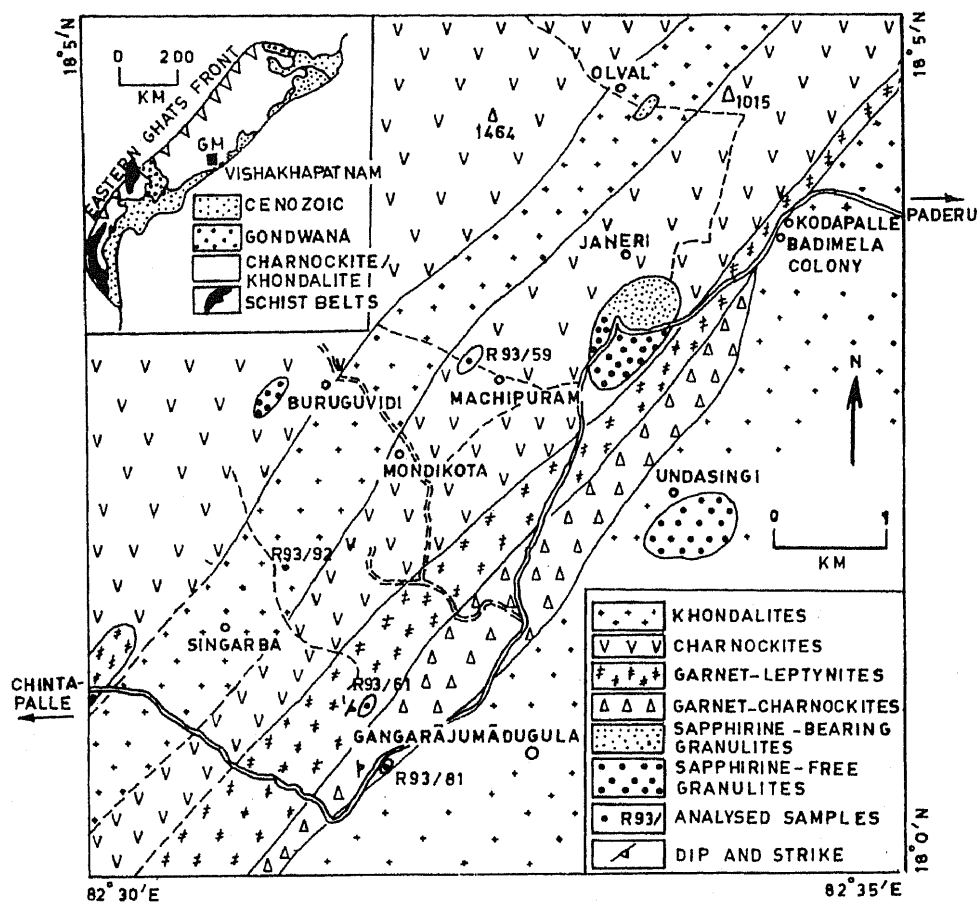 18°5'N
18°5'N
0 200
KM
EASTERN GHATS FRONT
GM
VISHAKHAPATNAM
CENOZOIC
GONDWANA
CHARNOCKITE/
KHONDALITE I
SCHIST BELTS
OLVAL
1015
1464
PADERU
KODAPALLE
BADIMELA
COLONY
JANERI
R 93/59
MACHIPURAM
BURUGUVIDI
MONDIKOTA
N
UNDASINGI
0 1
KM
R93/92
SINGARBA
CHINTA-
PALLE
R93/61
GANGARĀJUMĀDUGULA
R93/81
KHONDALITES
CHARNOCKITES
GARNET-LEPTYNITES
GARNET-CHARNOCKITES
SAPPHIRINE-BEARING
GRANULITES
SAPPHIRINE-FREE
GRANULITES
R93/ ANALYSED SAMPLES
DIP AND STRIKE
18°0'N
82°30'E
82°35'E